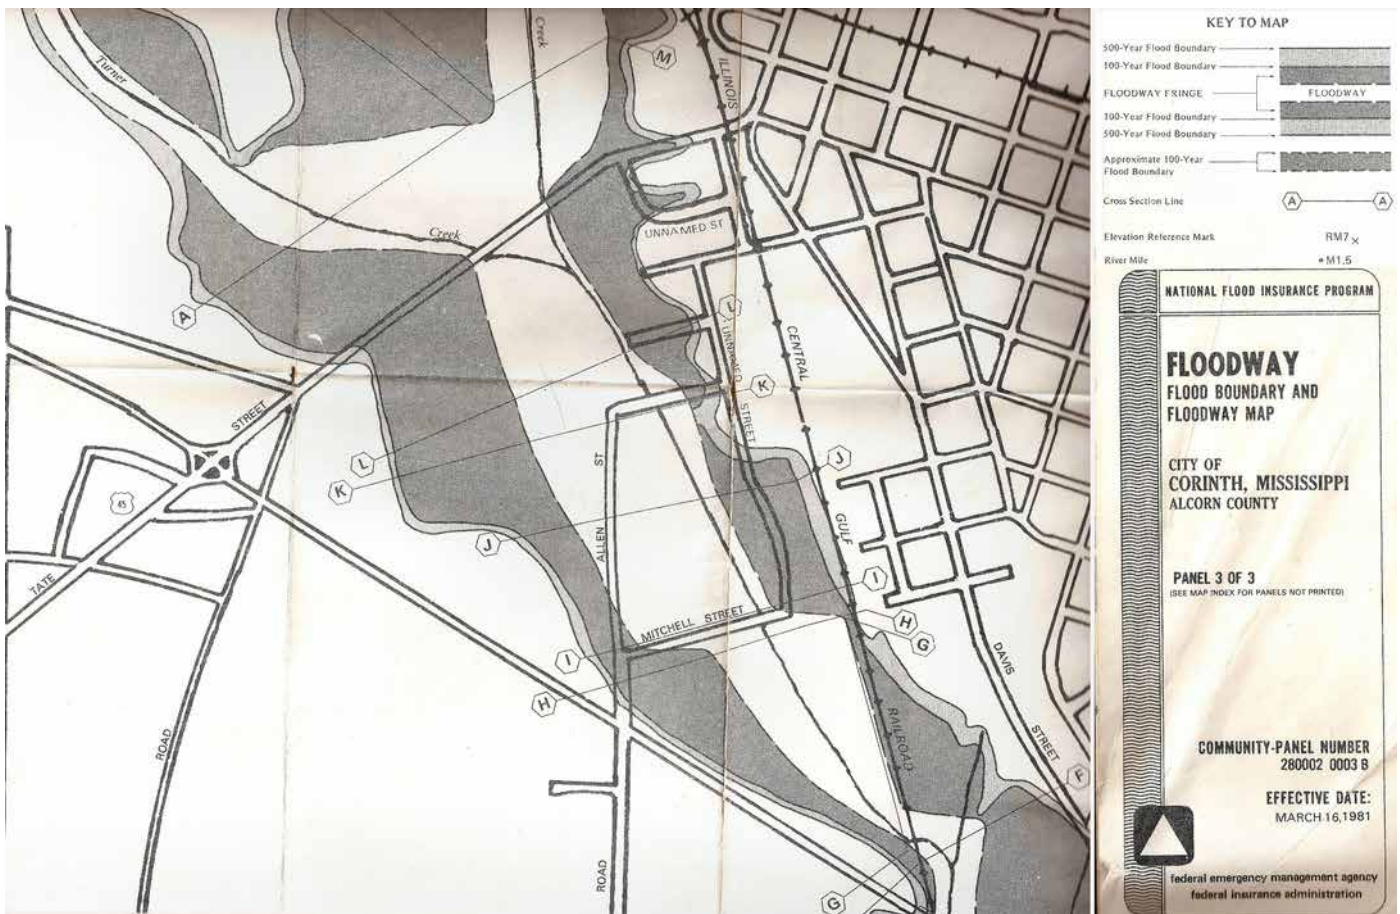 Turner
Creek
Creek
M
ILLINOIS
UNNAMED ST
A
L
UNNAMED
STREET
CENTRAL
K
STREET
L
K
J
J
45
ST
ALLEN
GULF
I
TATE
MITCHELL STREET
H
G
I
H
DAVIS
STREET
ROAD
RAILROAD
F
ROAD
G
KEY TO MAP
500-Year Flood Boundary
100-Year Flood Boundary
FLOODWAY FRINGE
FLOODWAY
100-Year Flood Boundary
500-Year Flood Boundary
Approximate 100-Year
Flood Boundary
Cross Section Line
A
A
Elevation Reference Mark
RM7 ×
River Mile
•M1.5
NATIONAL FLOOD INSURANCE PROGRAM
FLOODWAY
FLOOD BOUNDARY AND
FLOODWAY MAP
CITY OF
CORINTH, MISSISSIPPI
ALCORN COUNTY
PANEL 3 OF 3
(SEE MAP INDEX FOR PANELS NOT PRINTED)
COMMUNITY-PANEL NUMBER
280002 0003 B
EFFECTIVE DATE:
MARCH 16, 1981
federal emergency management agency
federal insurance administration